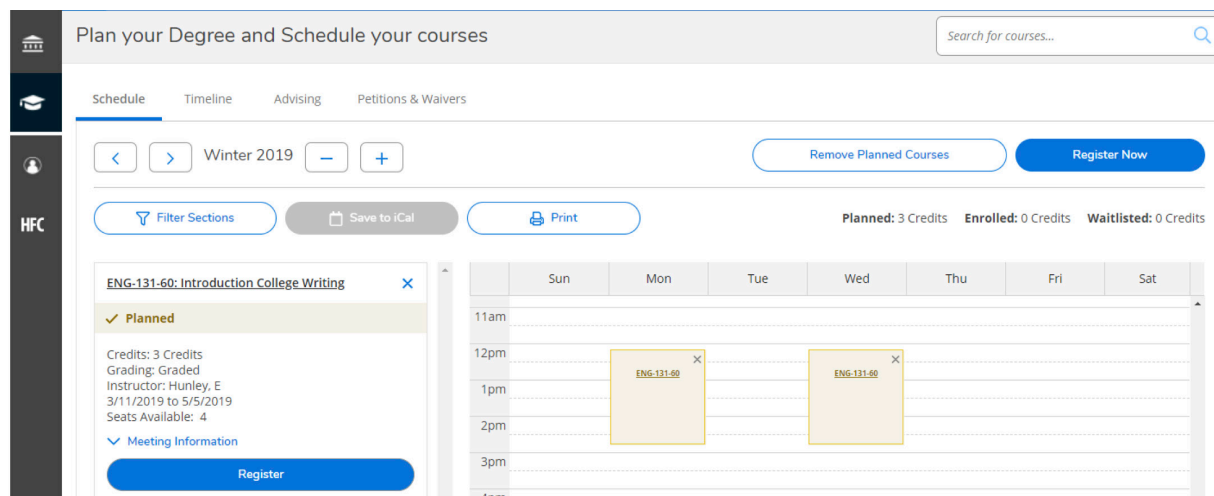 Plan your Degree and Schedule your courses
Search for courses...
Schedule Timeline Advising Petitions & Waivers
Winter 2019
Remove Planned Courses Register Now
HFC
Filter Sections Save to iCal Print
Planned: 3 Credits Enrolled: 0 Credits Waitlisted: 0 Credits
ENG-131-60: Introduction College Writing
Planned
Credits: 3 Credits
Grading: Graded
Instructor: Hunley, E
3/11/2019 to 5/5/2019
Seats Available: 4
Meeting Information
Register
Sun Mon Tue Wed Thu Fri Sat
11am
12pm
ENG-131-60 ENG-131-60
1pm
2pm
3pm